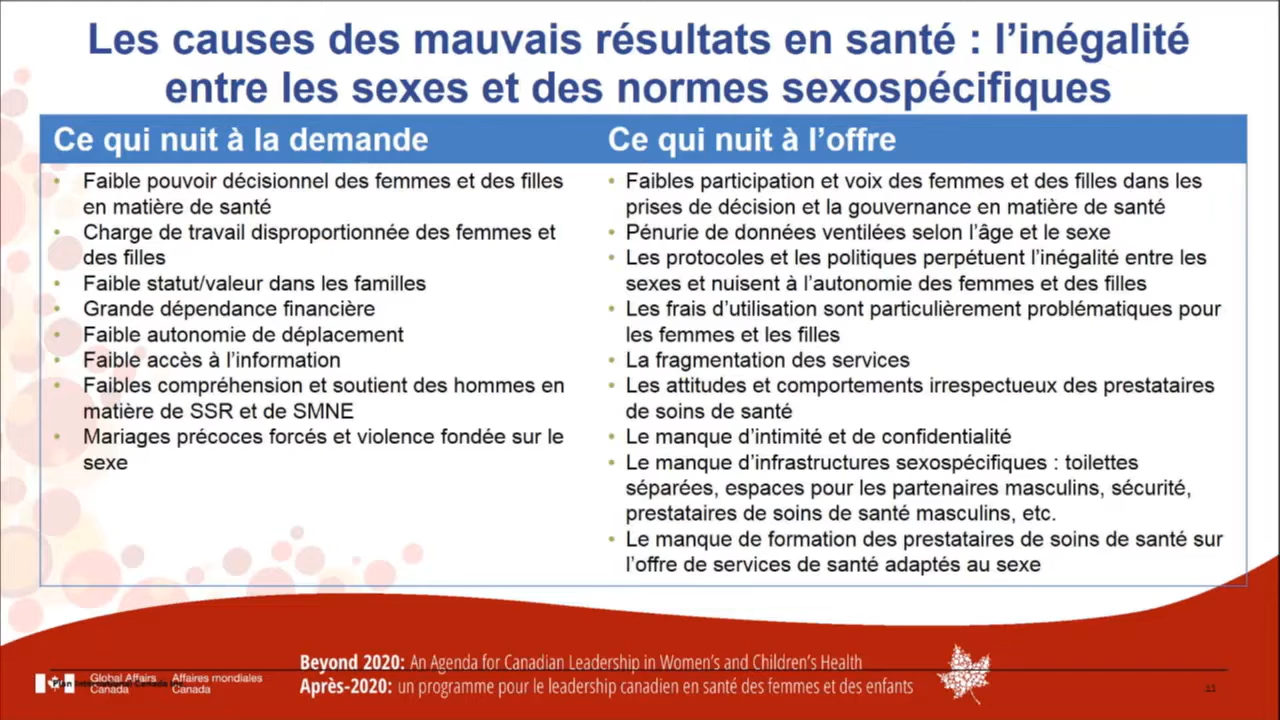 Les causes des mauvais résultats en santé : l’inégalité
entre les sexes et des normes sexospécifiques
Ce qui nuit à la demande
• Faible pouvoir décisionnel des femmes et des filles
en matière de santé
• Charge de travail disproportionnée des femmes et
des filles
• Faible statut/valeur dans les familles
• Grande dépendance financière
• Faible autonomie de déplacement
• Faible accès à l’information
• Faibles compréhension et soutient des hommes en
matière de SSR et de SMNE
• Mariages précoces forcés et violence fondée sur le
sexe
Ce qui nuit à l’offre
• Faibles participation et voix des femmes et des filles dans les
prises de décision et la gouvernance en matière de santé
• Pénurie de données ventilées selon l’âge et le sexe
• Les protocoles et les politiques perpétuent l’inégalité entre les
sexes et nuisent à l’autonomie des femmes et des filles
• Les frais d’utilisation sont particulièrement problématiques pour
les femmes et les filles
• La fragmentation des services
• Les attitudes et comportements irrespectueux des prestataires
de soins de santé
• Le manque d’intimité et de confidentialité
• Le manque d’infrastructures sexospécifiques : toilettes
séparées, espaces pour les partenaires masculins, sécurité,
prestataires de soins de santé masculins, etc.
• Le manque de formation des prestataires de soins de santé sur
l’offre de services de santé adaptés au sexe
Global Affairs
Canada
Affaires mondiales
Canada
Plan International Canada
Beyond 2020: An Agenda for Canadian Leadership in Women’s and Children’s Health
Après-2020: un programme pour le leadership canadien en santé des femmes et des enfants
11